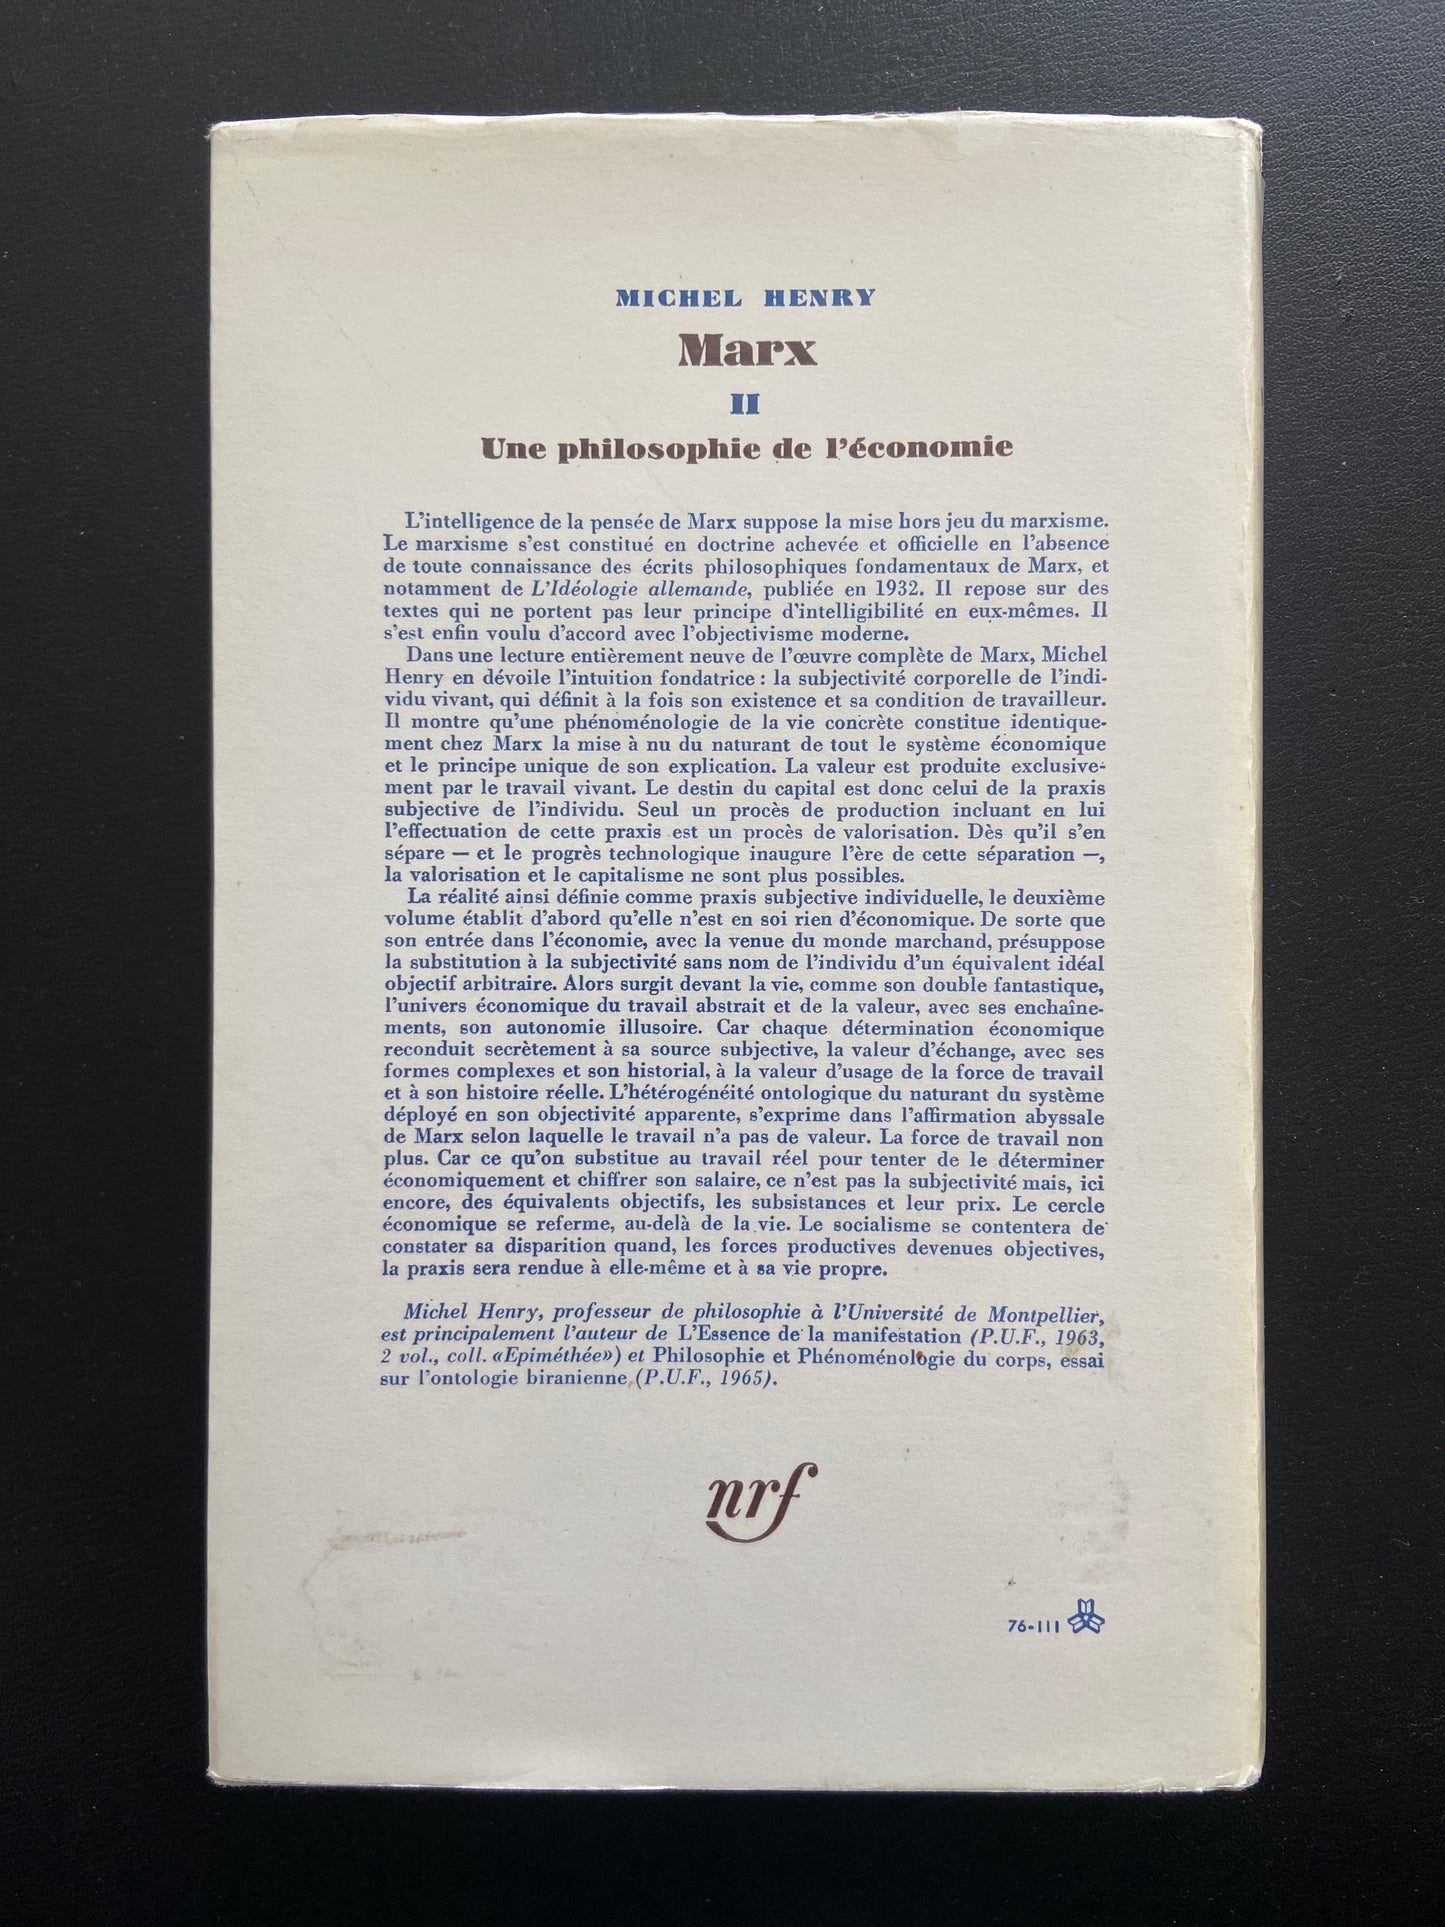 MICHEL HENRY
Marx
II
Une philosophie de l'économie
L'intelligence de la pensée de Marx suppose la mise hors jeu du marxisme.
Le marxisme s'est constitué en doctrine achevée et officielle en l'absence
de toute connaissance des écrits philosophiques fondamentaux de Marx, et
notamment de L'Idéologie allemande, publiée en 1932. Il repose sur des
textes qui ne portent pas leur principe d'intelligibilité en eux-mêmes. Il
s'est enfin voulu d'accord avec l'objectivisme moderne.
Dans une lecture entièrement neuve de l'œuvre complète de Marx, Michel
Henry en dévoile l'intuition fondatrice : la subjectivité corporelle de l'indi-
vidu vivant, qui définit à la fois son existence et sa condition de travailleur.
Il montre qu'une phénoménologie de la vie concrète constitue identique-
ment chez Marx la mise à nu du naturant de tout le système économique
et le principe unique de son explication. La valeur est produite exclusive-
ment par le travail vivant. Le destin du capital est donc celui de la praxis
subjective de l'individu. Seul un procès de production incluant en lui
l'effectuation de cette praxis est un procès de valorisation. Dès qu'il s'en
sépare — et le progrès technologique inaugure l'ère de cette séparation —,
la valorisation et le capitalisme ne sont plus possibles.
La réalité ainsi définie comme praxis subjective individuelle, le deuxième
volume établit d'abord qu'elle n'est en soi rien d'économique. De sorte que
son entrée dans l'économie, avec la venue du monde marchand, présuppose
la substitution à la subjectivité sans nom de l'individu d'un équivalent idéal
objectif arbitraire. Alors surgit devant la vie, comme son double fantastique,
l'univers économique du travail abstrait et de la valeur, avec ses enchaîne-
ments, son autonomie illusoire. Car chaque détermination économique
reconduit secrètement à sa source subjective, la valeur d'échange, avec ses
formes complexes et son historial, à la valeur d'usage de la force de travail
et à son histoire réelle. L'hétérogénéité ontologique du naturant du système
déployé en son objectivité apparente, s'exprime dans l'affirmation abyssale
de Marx selon laquelle le travail n'a pas de valeur. La force de travail non
plus. Car ce qu'on substitue au travail réel pour tenter de le déterminer
économiquement et chiffrer son salaire, ce n'est pas la subjectivité mais, ici
encore, des équivalents objectifs, les subsistances et leur prix. Le cercle
économique se referme, au-delà de la vie. Le socialisme se contentera de
constater sa disparition quand, les forces productives devenues objectives,
la praxis sera rendue à elle-même et à sa vie propre.
Michel Henry, professeur de philosophie à l'Université de Montpellier,
est principalement l'auteur de L'Essence de la manifestation (P.U.F., 1963,
2 vol., coll. «Epiméthée») et Philosophie et Phénoménologie du corps, essai
sur l'ontologie biranienne (P.U.F., 1965).
nrf
76-III